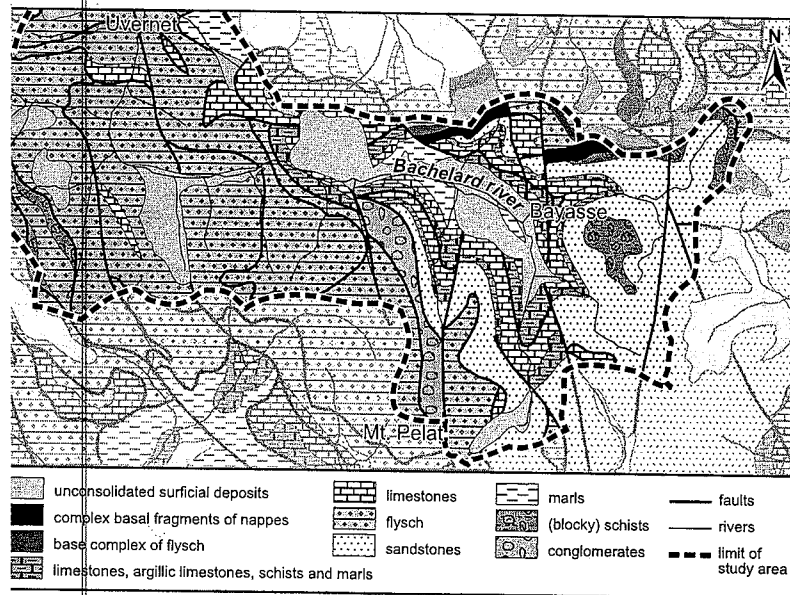 Uvernet
N
Bachelard river
Bayasse
Mt. Pelat
unconsolidated surficial deposits
complex basal fragments of nappes
base complex of flysch
limestones, argillic limestones, schists and marls
limestones
flysch
sandstones
marls
(blocky) schists
conglomerates
faults
rivers
limit of
study area